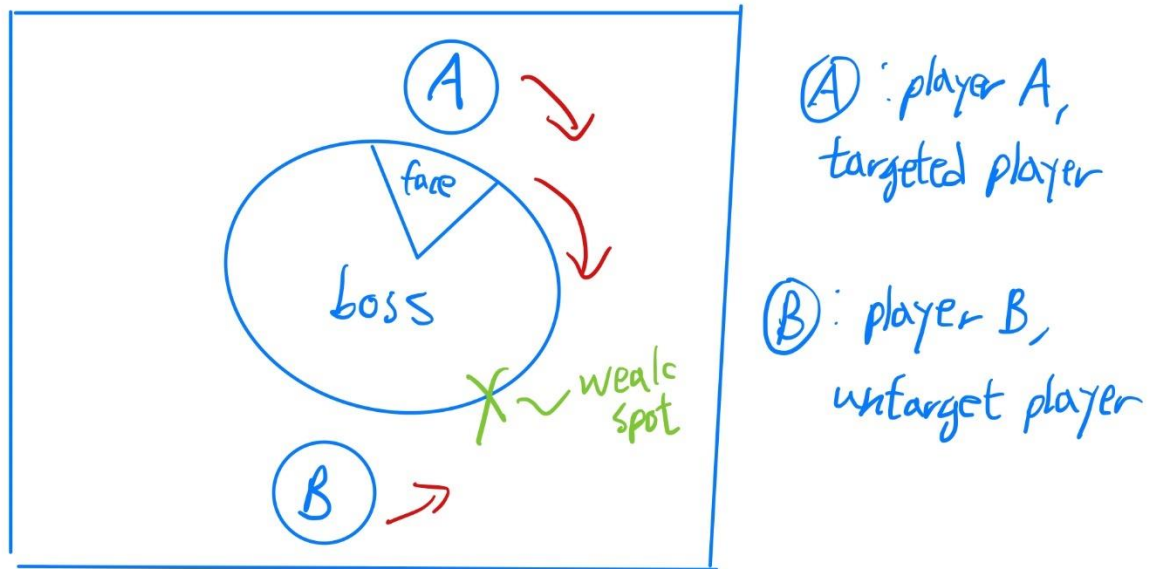 A
face
boss
weak
spot
B
A : player A,
targeted player
B : player B,
untarget player